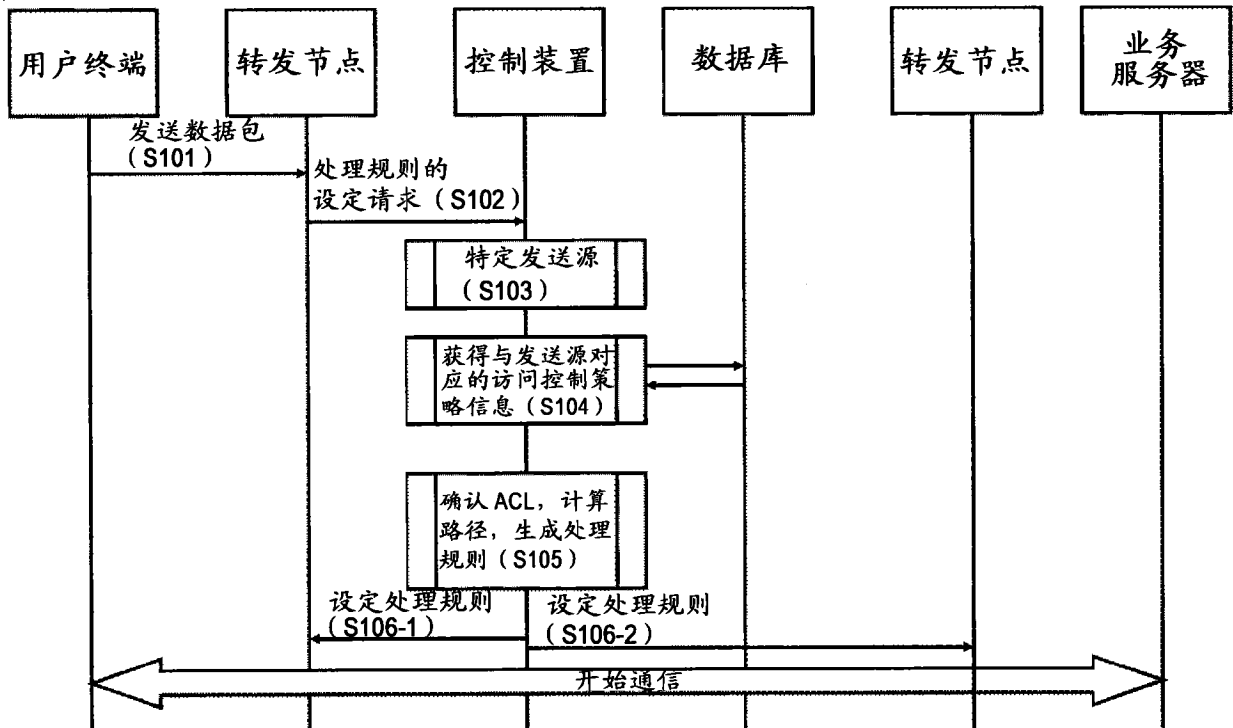 用户终端
转发节点
控制装置
数据库
转发节点
业务
服务器
发送数据包
（S101）
处理规则的
设定请求（S102）
特定发送源
（S103）
获得与发送源对
应的访问控制策
略信息（S104）
确认ACL，计算
路径，生成处理
规则（S105）
设定处理规则
（S106-1）
设定处理规则
（S106-2）
开始通信